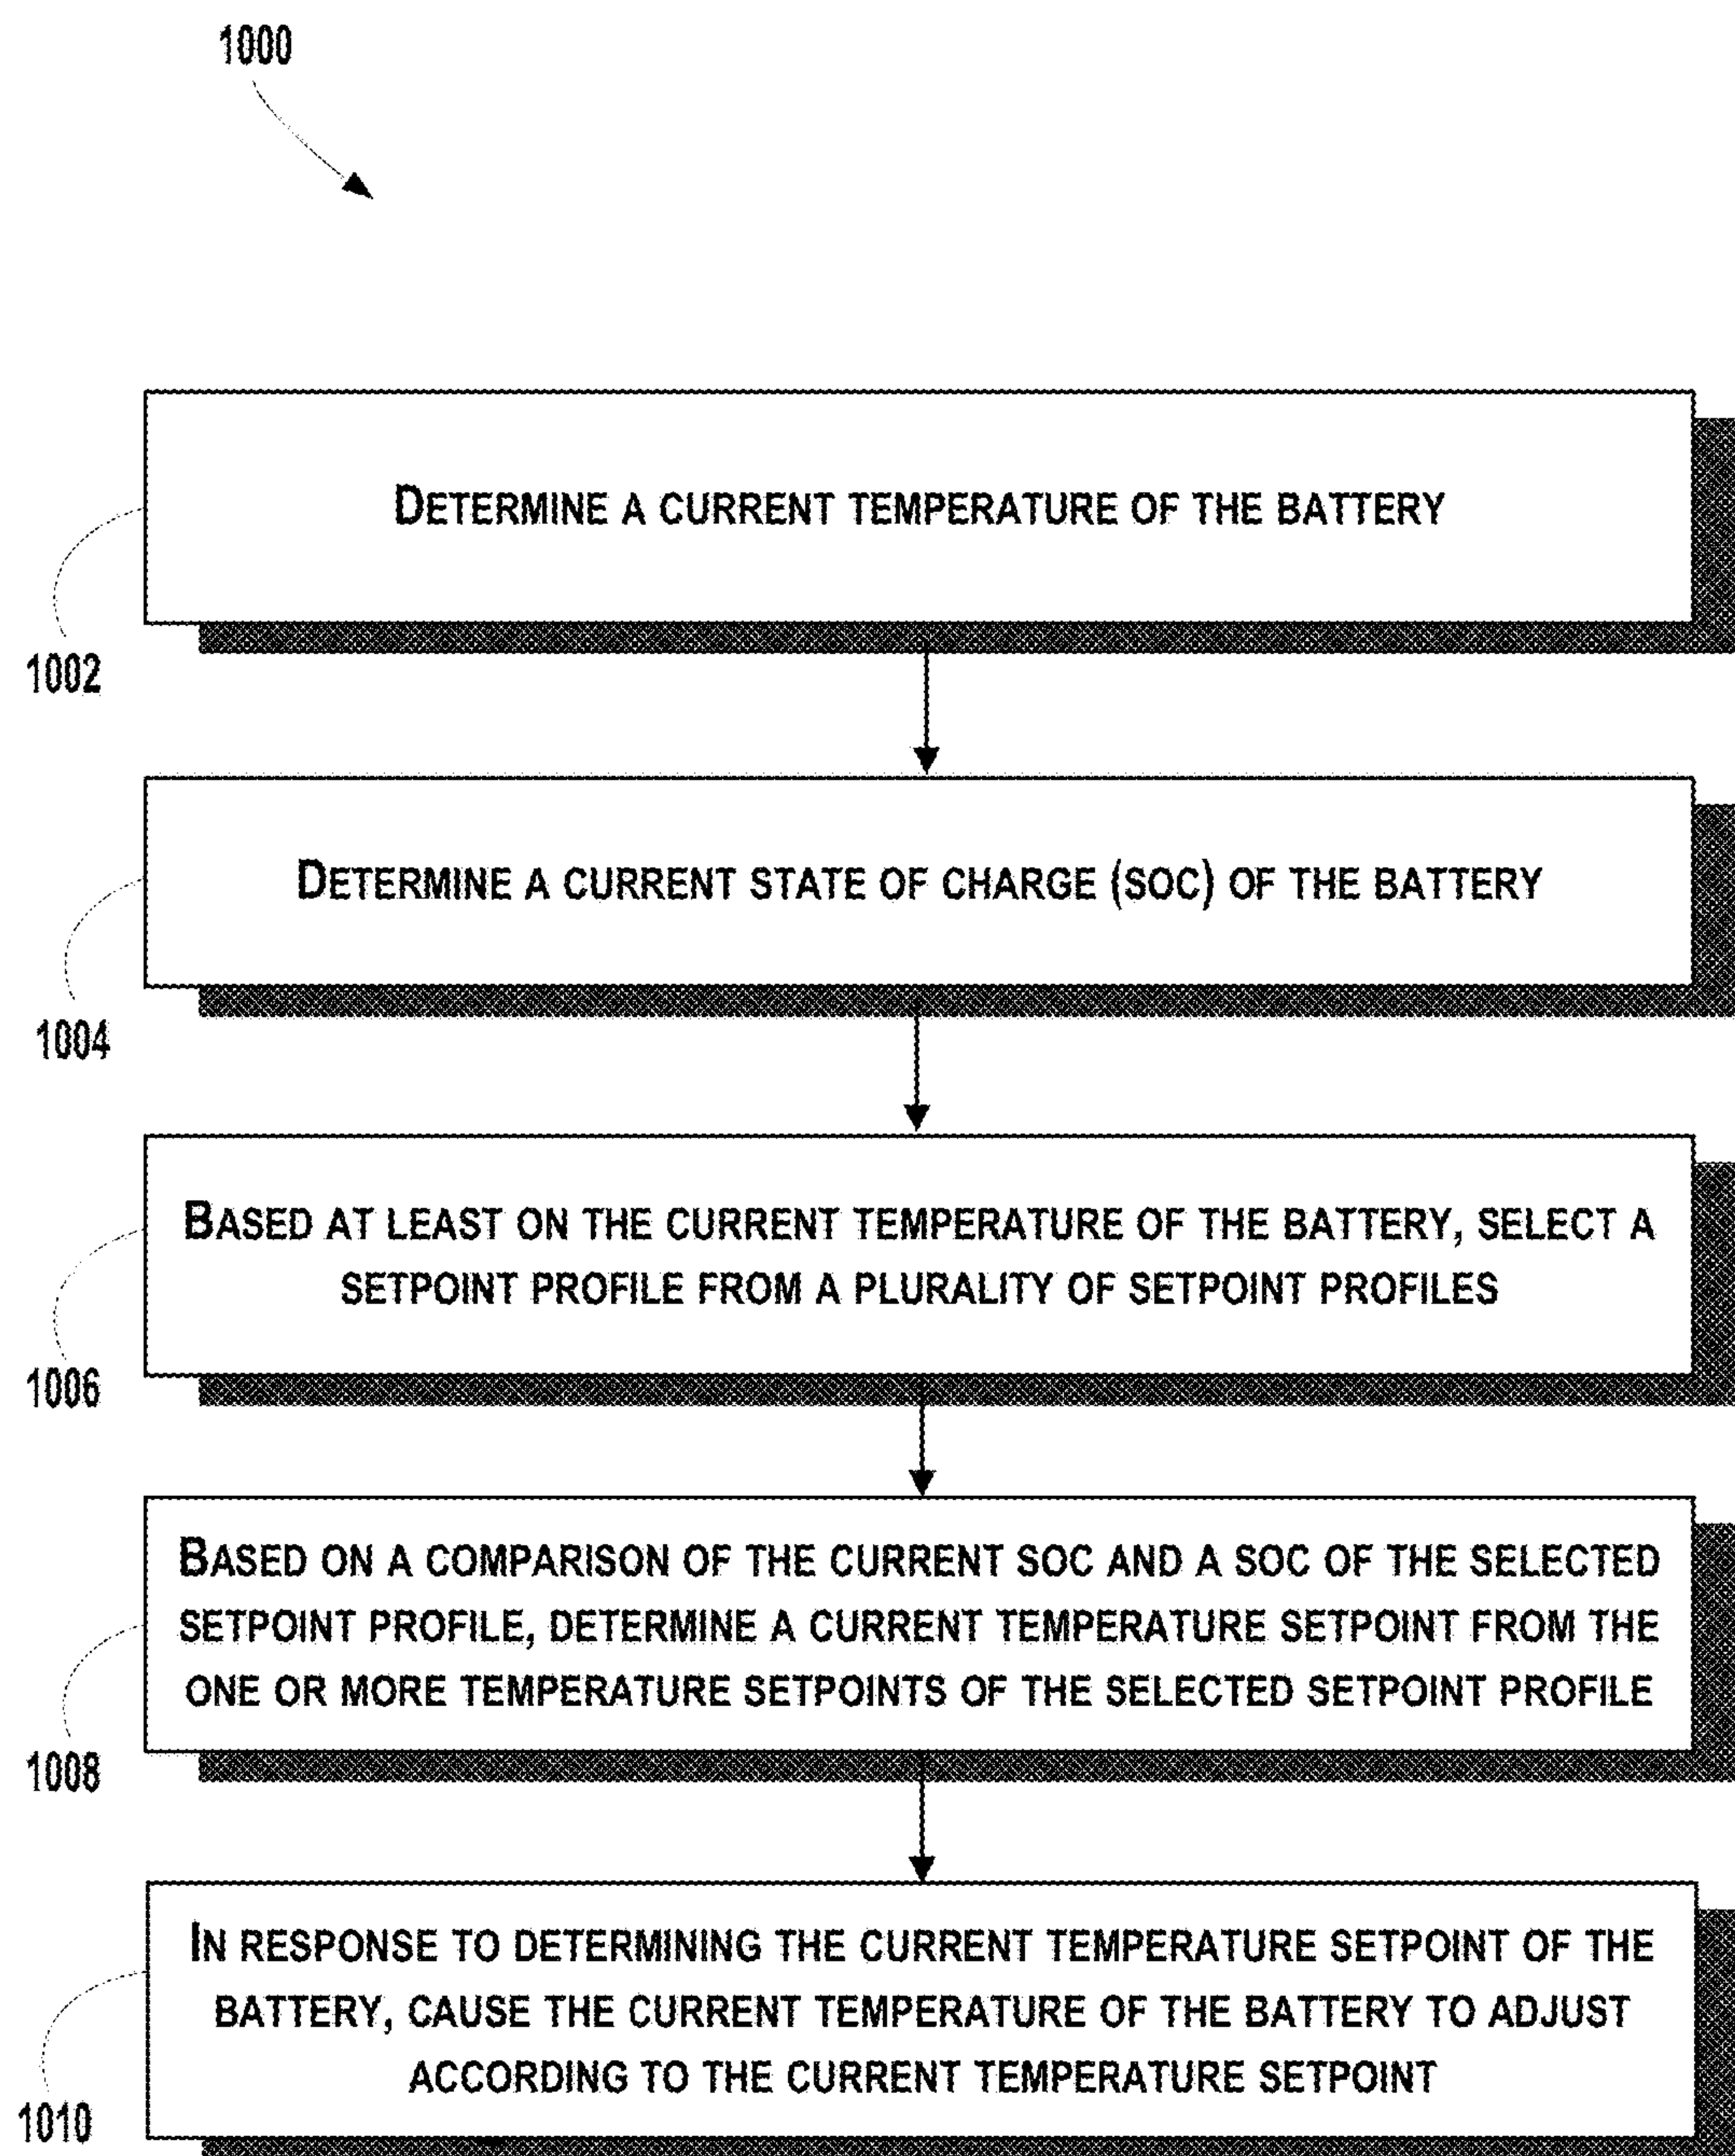 1000
DETERMINE A CURRENT TEMPERATURE OF THE BATTERY
1002
DETERMINE A CURRENT STATE OF CHARGE (SOC) OF THE BATTERY
1004
BASED AT LEAST ON THE CURRENT TEMPERATURE OF THE BATTERY, SELECT A
SETPOINT PROFILE FROM A PLURALITY OF SETPOINT PROFILES
1006
BASED ON A COMPARISON OF THE CURRENT SOC AND A SOC OF THE SELECTED
SETPOINT PROFILE, DETERMINE A CURRENT TEMPERATURE SETPOINT FROM THE
ONE OR MORE TEMPERATURE SETPOINTS OF THE SELECTED SETPOINT PROFILE
1008
IN RESPONSE TO DETERMINING THE CURRENT TEMPERATURE SETPOINT OF THE
BATTERY, CAUSE THE CURRENT TEMPERATURE OF THE BATTERY TO ADJUST
ACCORDING TO THE CURRENT TEMPERATURE SETPOINT
1010